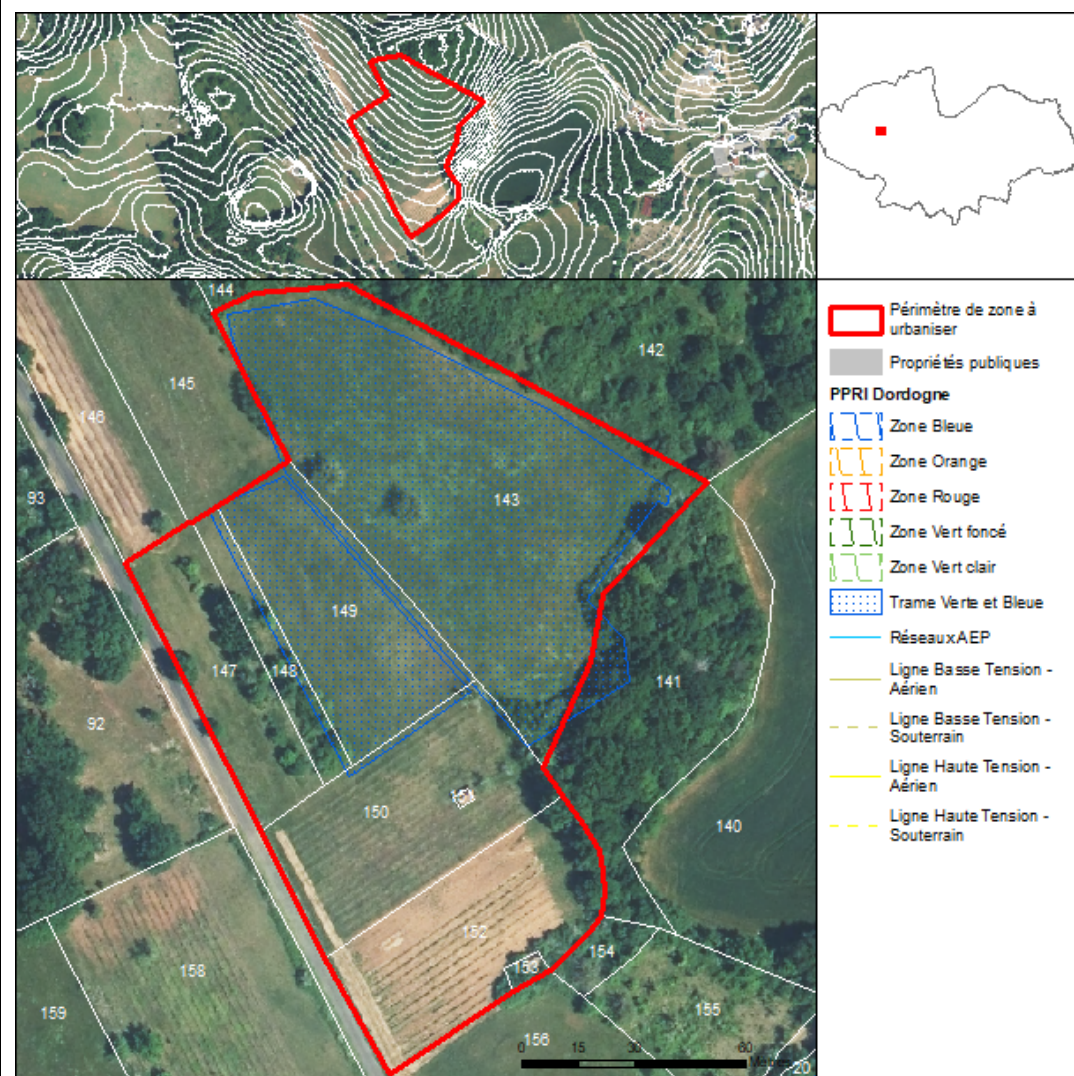 Périmètre de zone à
urbaniser
Propriétés publiques
PPRI Dordogne
Zone Bleue
Zone Orange
Zone Rouge
Zone Vert foncé
Zone Vert clair
Trame Verte et Bleue
Réseaux AEP
Ligne Basse Tension -
Aérien
Ligne Basse Tension -
Souterrain
Ligne Haute Tension -
Aérien
Ligne Haute Tension -
Souterrain
144
142
145
146
93
143
149
147
148
141
92
150
140
152
154
153
158
155
159
156
0 15 30 60
20